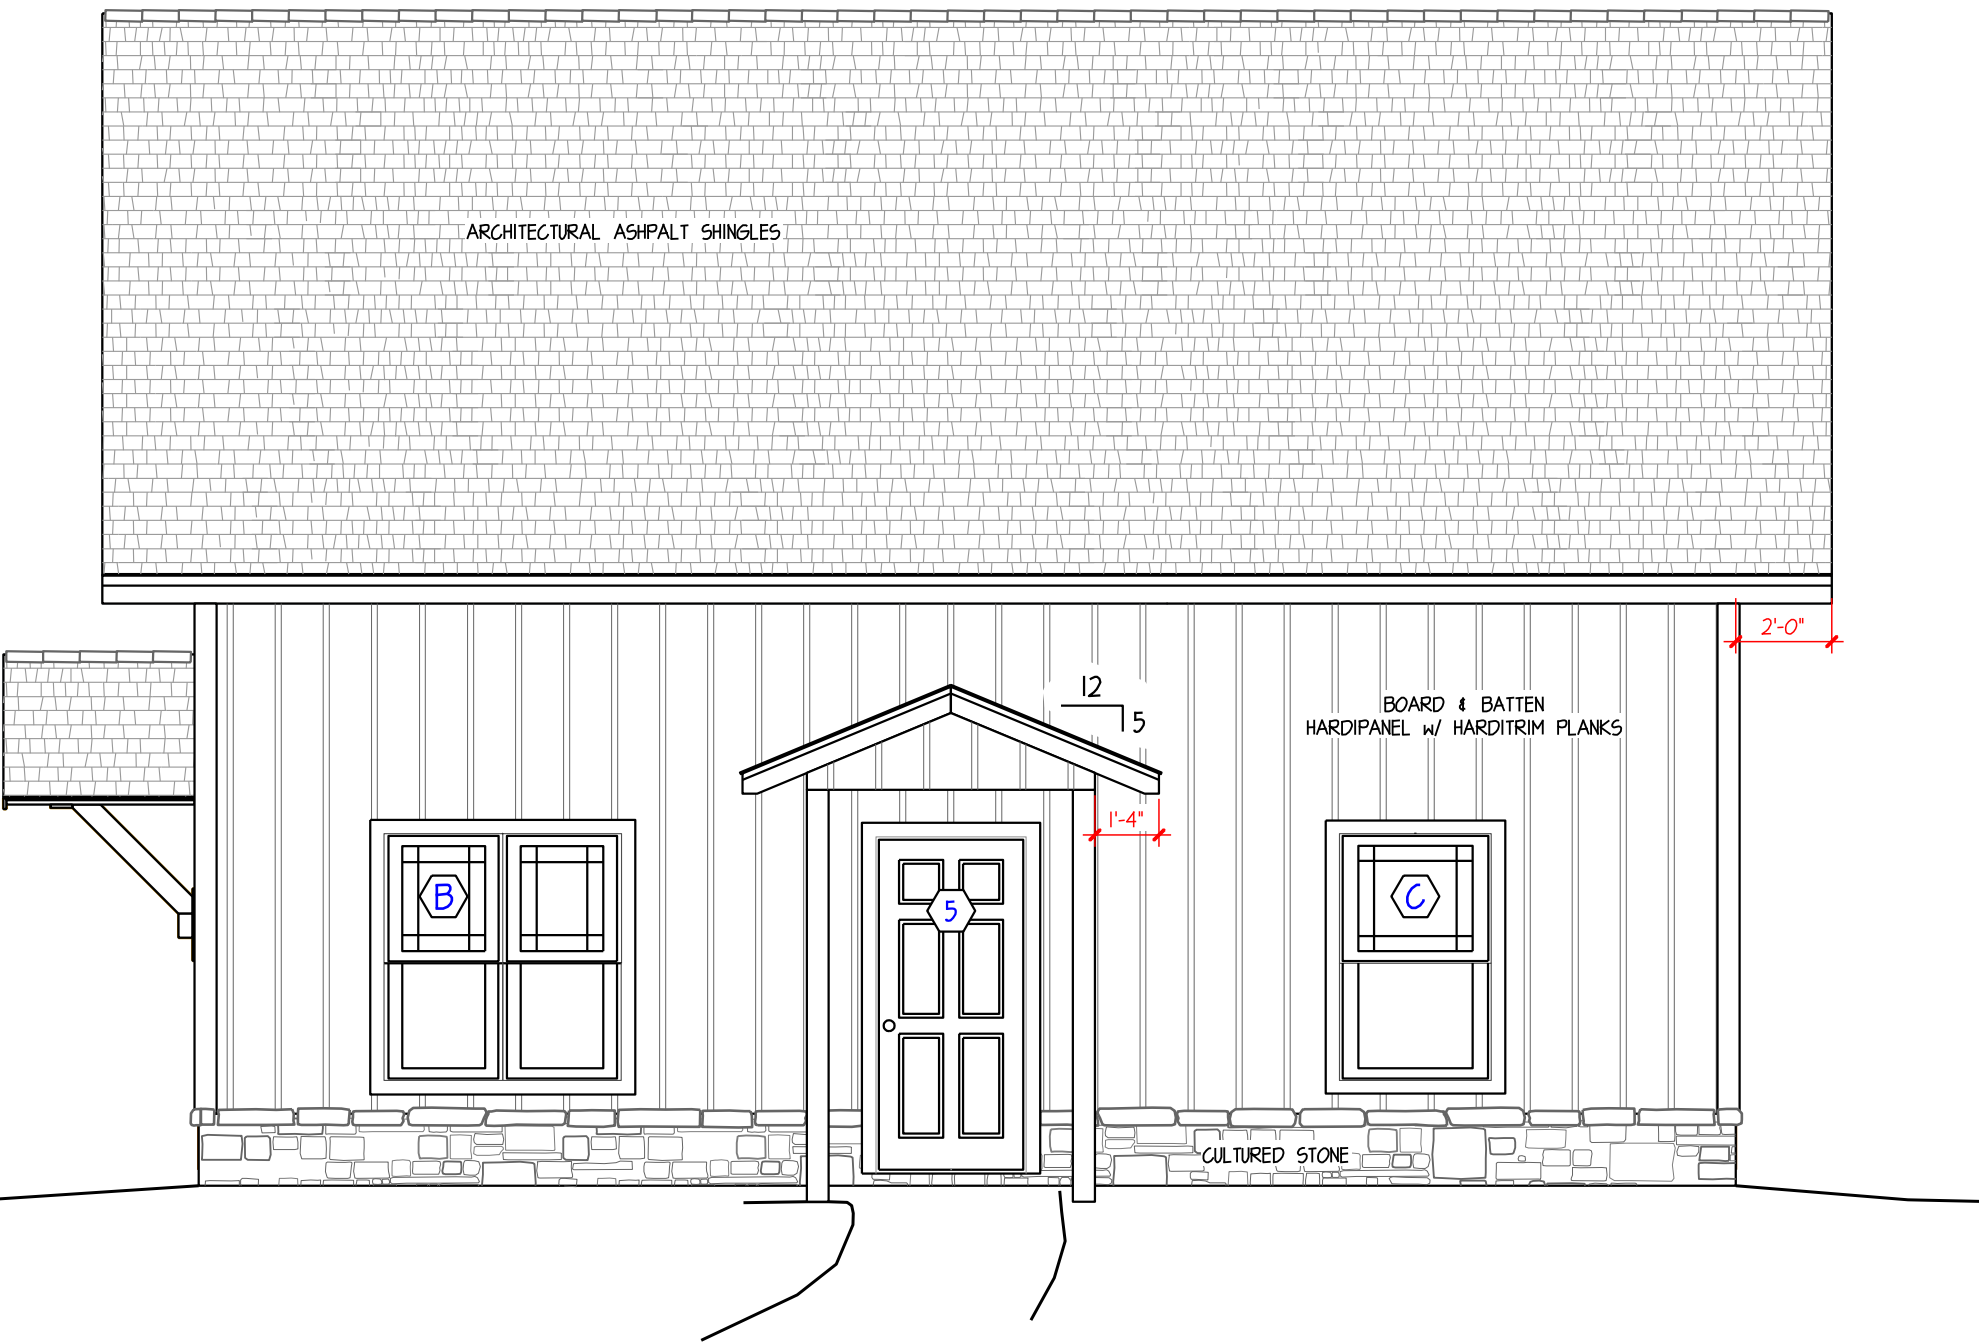 ARCHITECTURAL ASHPALT SHINGLES
2'-0"
12
5
BOARD & BATTEN
HARDIPANEL w/ HARDITRIM PLANKS
1'-4"
B
5
C
CULTURED STONE